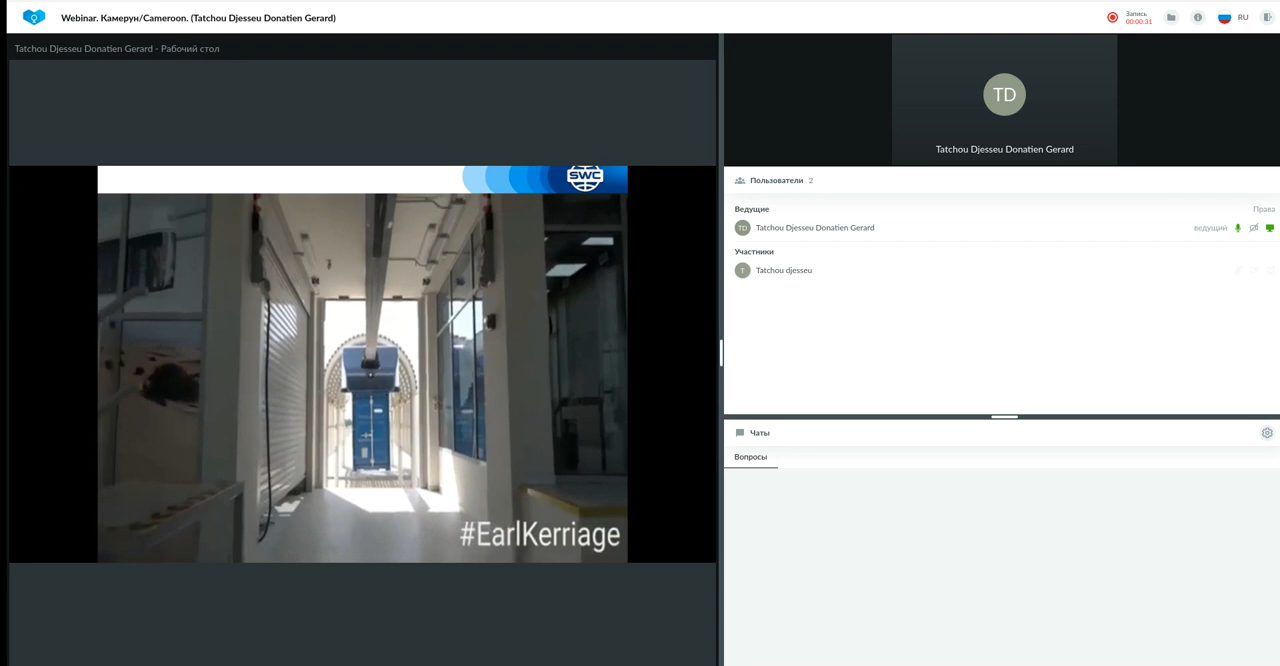 Webinar. Камерун/Cameroon. (Tatchou Djesseu Donatien Gerard)
Запись
00:00:31
RU
Tatchou Djesseu Donatien Gerard - Рабочий стол
SWC
#EarlKerriage
TD
Tatchou Djesseu Donatien Gerard
Пользователи 2
Ведущие Права
TD Tatchou Djesseu Donatien Gerard ведущий
Участники
T Tatchou djesseu
Чаты
Вопросы